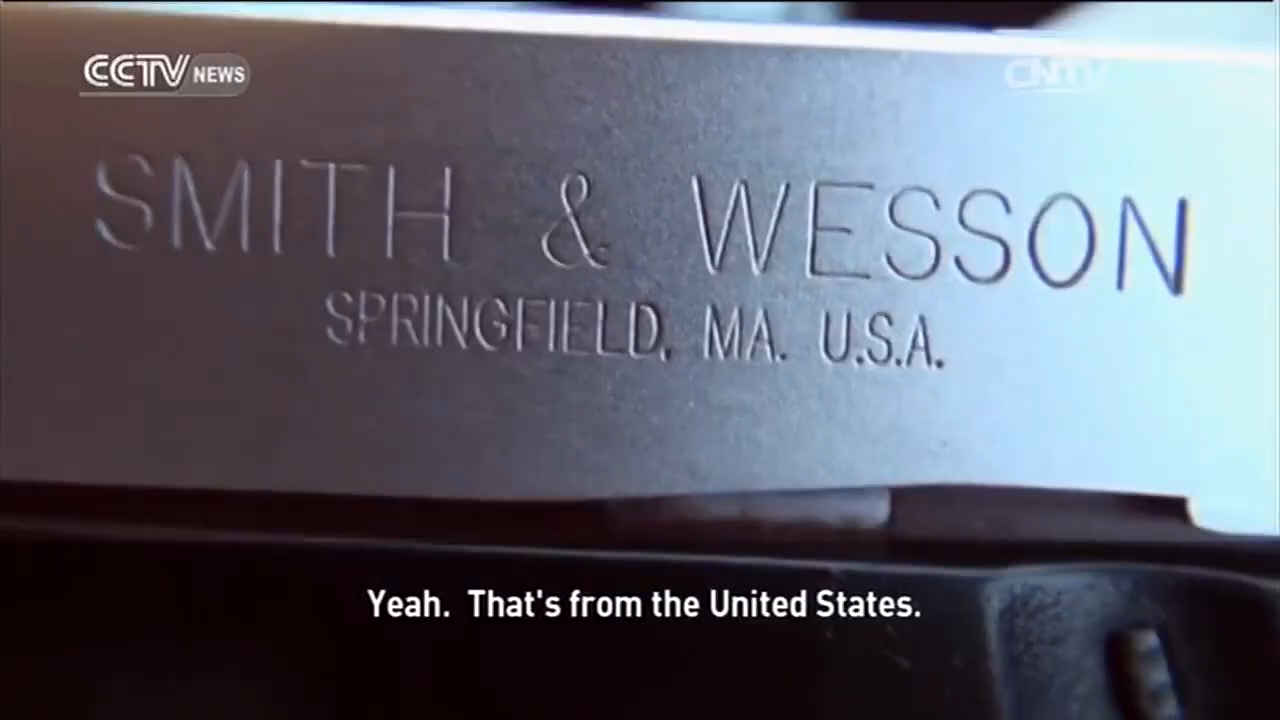 CCTV NEWS
CNTV
SMITH & WESSON
SPRINGFIELD, MA. U.S.A.
Yeah. That's from the United States.